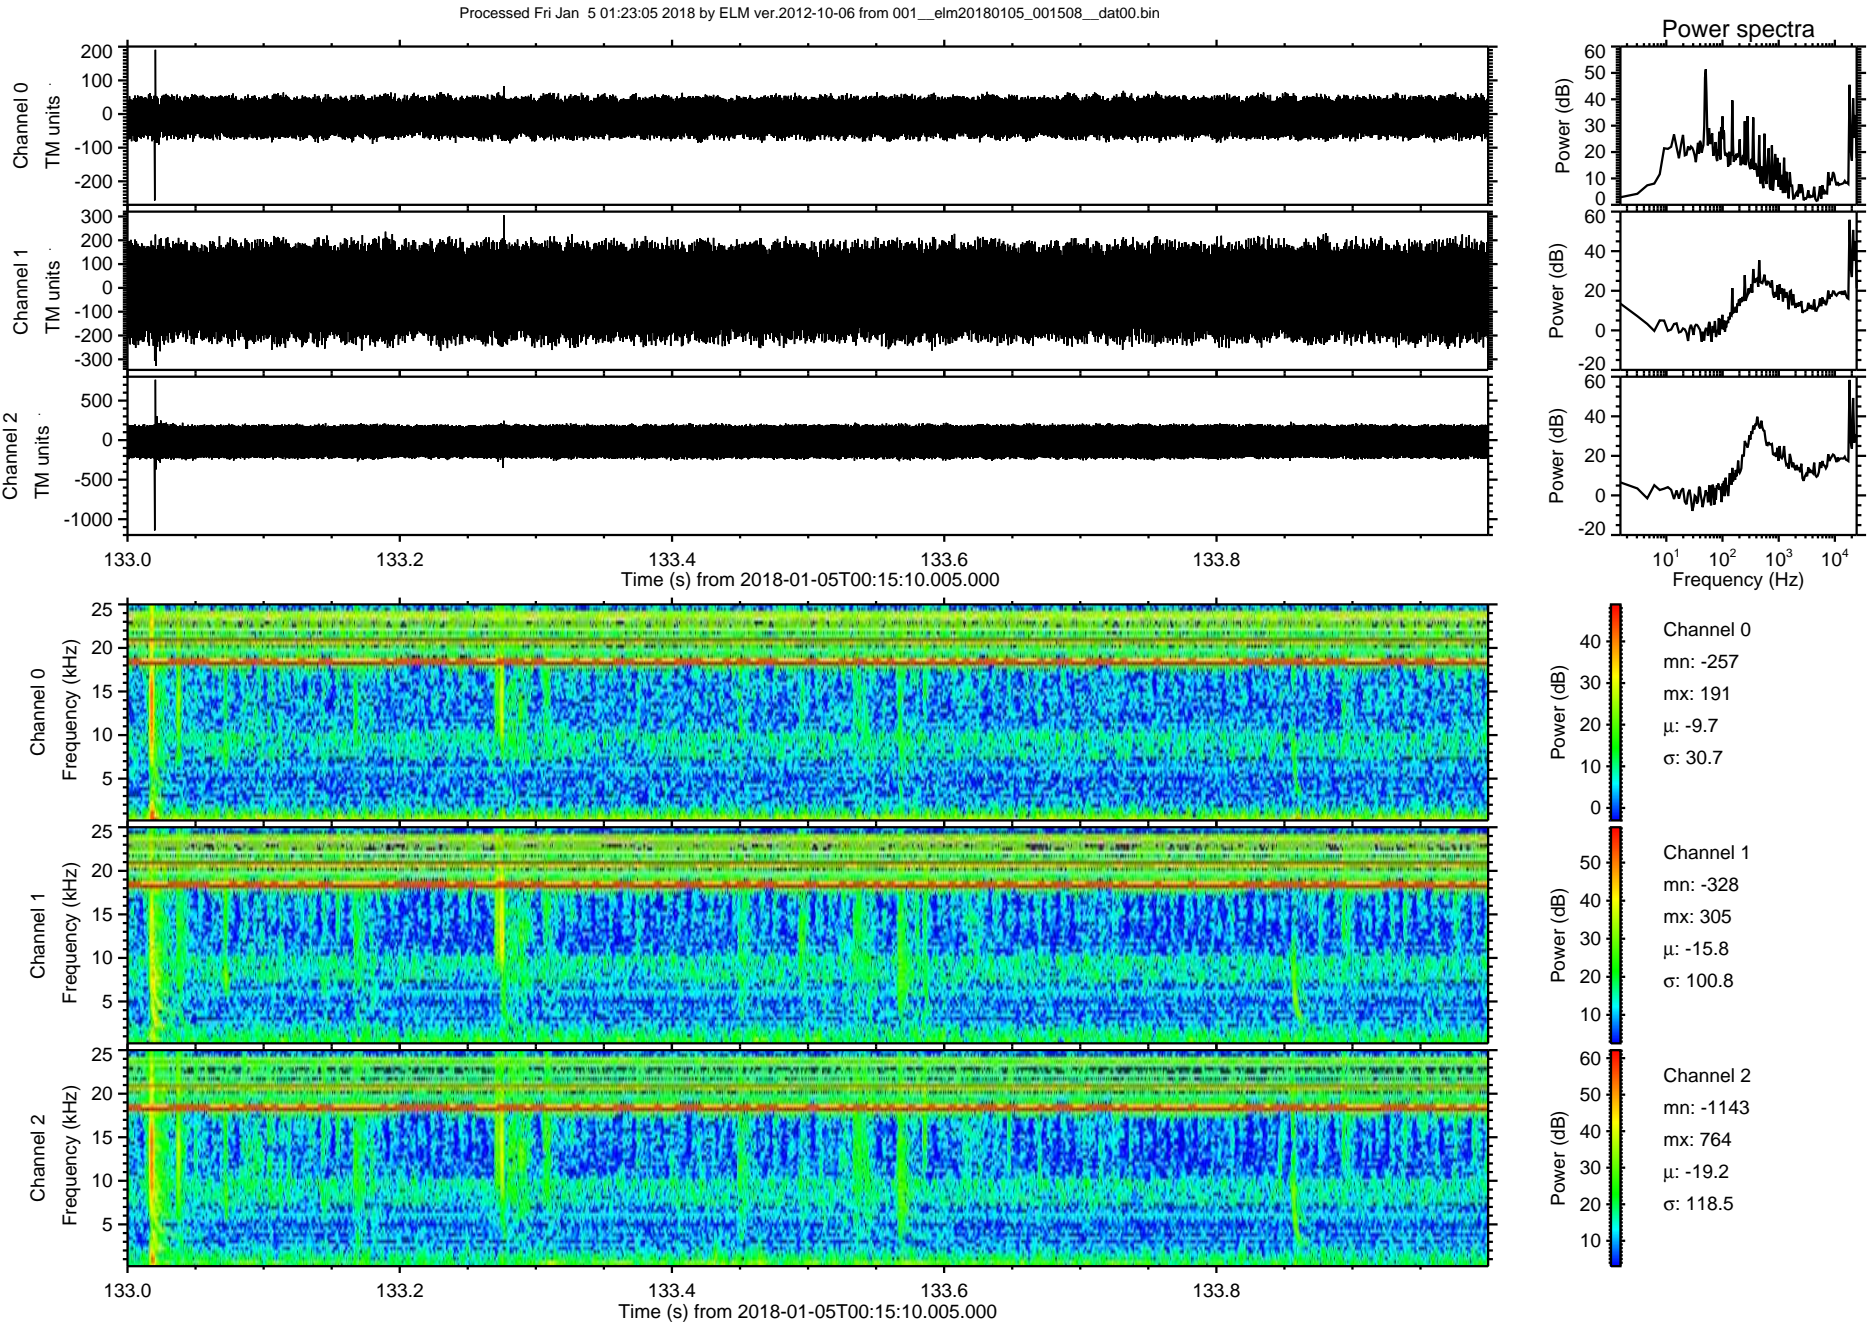 Processed Fri Jan  5 01:23:05 2018 by ELM ver.2012-10-06 from 001__elm20180105_001508__dat00.bin
Power spectra
Channel 0
TM units
200
100
0
-100
-200
Power (dB)
60
50
40
30
20
10
0
Channel 1
TM units
300
200
100
0
-100
-200
-300
Power (dB)
60
40
20
0
-20
Channel 2
TM units
500
0
-500
-1000
Power (dB)
60
40
20
0
-20
133.0 133.2 133.4 133.6 133.8
Time (s) from 2018-01-05T00:15:10.005.000
10^1 10^2 10^3 10^4
Frequency (Hz)
Channel 0
Frequency (kHz)
25
20
15
10
5
Power (dB)
40
30
20
10
0
Channel 0
mn: -257
mx: 191
μ: -9.7
σ: 30.7
Channel 1
Frequency (kHz)
25
20
15
10
5
Power (dB)
50
40
30
20
10
Channel 1
mn: -328
mx: 305
μ: -15.8
σ: 100.8
Channel 2
Frequency (kHz)
25
20
15
10
5
Power (dB)
60
50
40
30
20
10
Channel 2
mn: -1143
mx: 764
μ: -19.2
σ: 118.5
133.0 133.2 133.4 133.6 133.8
Time (s) from 2018-01-05T00:15:10.005.000